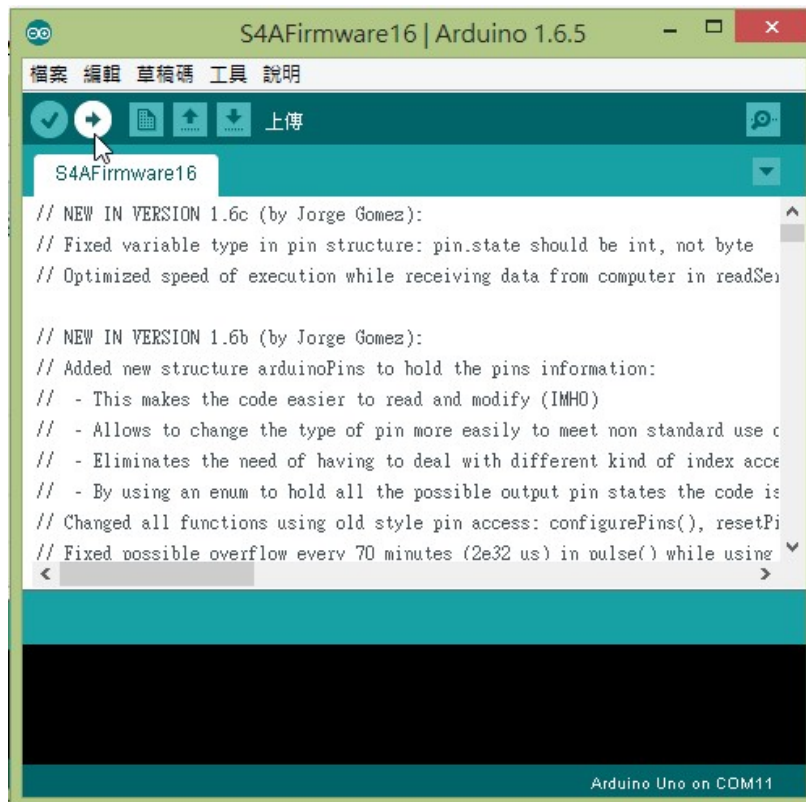 S4AFirmware16 | Arduino 1.6.5
檔案 編輯 草稿碼 工具 說明
上傳
S4AFirmware16
// NEW IN VERSION 1.6c (by Jorge Gomez):
// Fixed variable type in pin structure: pin.state should be int, not byte
// Optimized speed of execution while receiving data from computer in readSer
// NEW IN VERSION 1.6b (by Jorge Gomez):
// Added new structure arduinoPins to hold the pins information:
//  - This makes the code easier to read and modify (IMHO)
//  - Allows to change the type of pin more easily to meet non standard use o
//  - Eliminates the need of having to deal with different kind of index acce
//  - By using an enum to hold all the possible output pin states the code is
// Changed all functions using old style pin access: configurePins(), resetPi
// Fixed possible overflow every 70 minutes (2e32 us) in pulse() while using
Arduino Uno on COM11